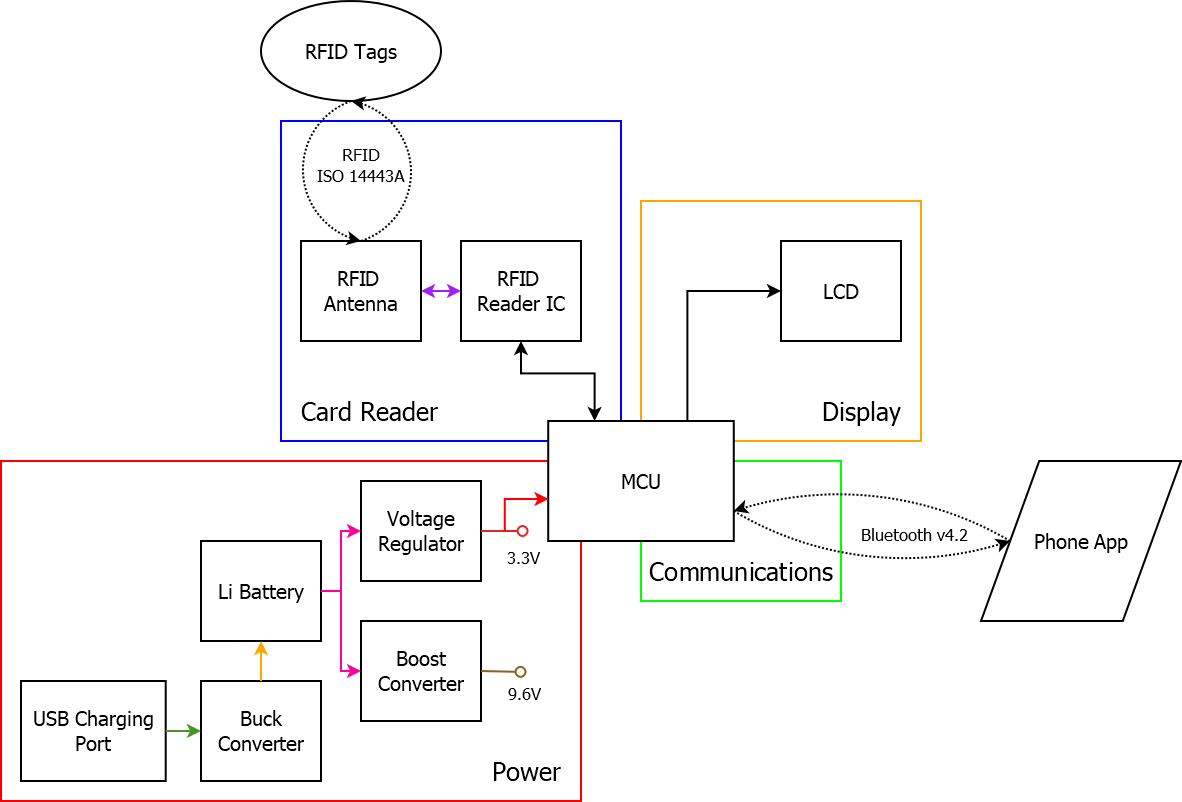 RFID Tags
RFID
ISO 14443A
RFID
Antenna
RFID
Reader IC
Card Reader
LCD
Display
MCU
Communications
Bluetooth v4.2
Phone App
Voltage
Regulator
3.3V
Li Battery
Boost
Converter
9.6V
USB Charging
Port
Buck
Converter
Power